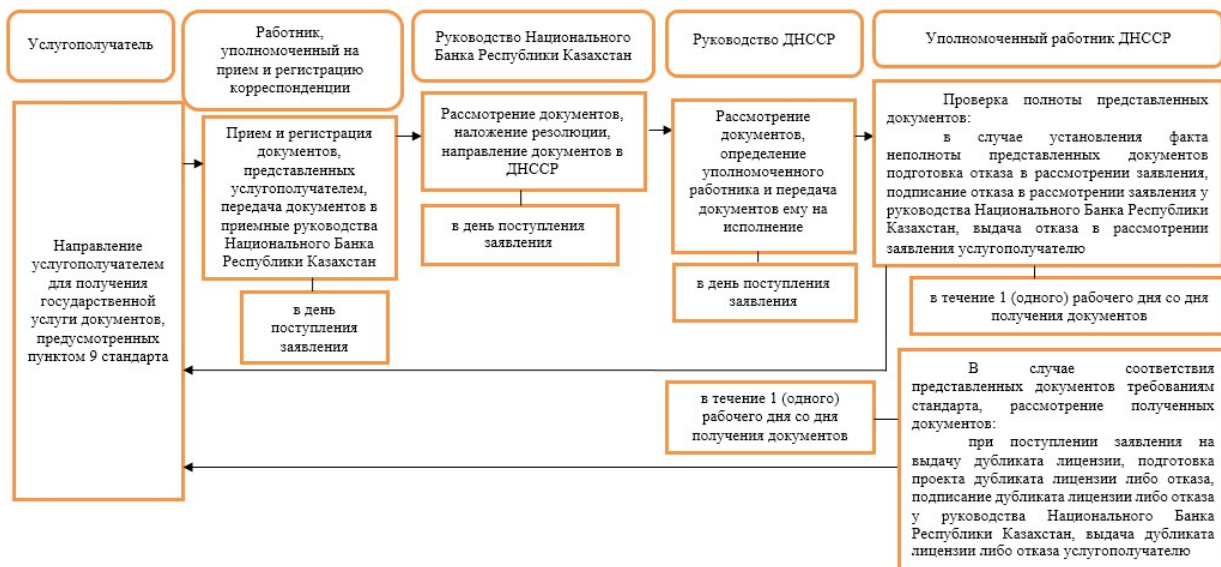 Услугополучатель
Работник,
уполномоченный на
прием и регистрацию
корреспонденции
Руководство Национального
Банка Республики Казахстан
Руководство ДНССР
Уполномоченный работник ДНССР
Направление
услугополучателем
для получения
государственной
услуги документов,
предусмотренных
пунктом 9 стандарта
Прием и регистрация
документов,
представленных
услугополучателем,
передача документов в
приемные руководства
Национального Банка
Республики Казахстан
в день
поступления
заявления
Рассмотрение документов,
наложение резолюции,
направление документов в
ДНССР
в день поступления
заявления
Рассмотрение
документов,
определение
уполномоченного
работника и передача
документов ему на
исполнение
в день поступления
заявления
Проверка полноты представленных
документов:
в случае установления факта
неполноты представленных документов
подготовка отказа в рассмотрении заявления,
подписание отказа в рассмотрении заявления у
руководства Национального Банка Республики
Казахстан, выдача отказа в рассмотрении
заявления услугополучателю
в течение 1 (одного) рабочего дня со дня
получения документов
в течение 1 (одного)
рабочего дня со дня
получения документов
В случае соответствия
представленных документов требованиям
стандарта, рассмотрение полученных
документов:
при поступлении заявления на
выдачу дубликата лицензии, подготовка
проекта дубликата лицензии либо отказа,
подписание дубликата лицензии либо отказа
у руководства Национального Банка
Республики Казахстан, выдача дубликата
лицензии либо отказа услугополучателю